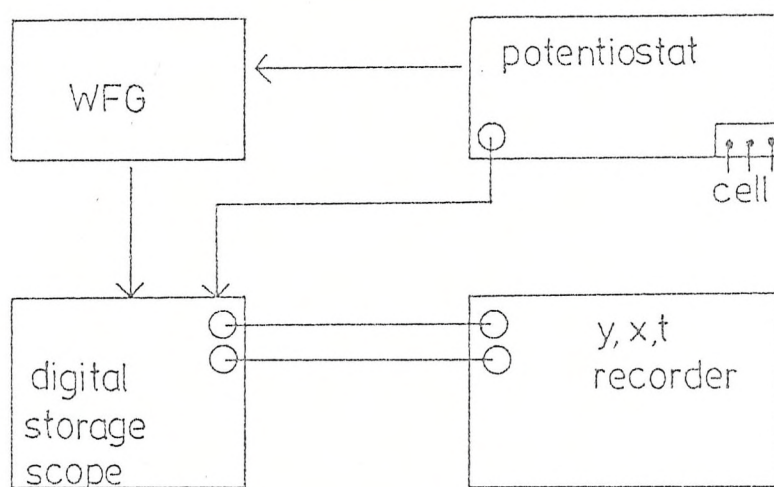 WFG
potentiostat
cell
digital
storage
scope
y, x, t
recorder